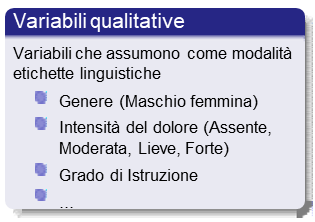 Variabili qualitative
Variabili che assumono come modalità
etichette linguistiche
Genere (Maschio femmina)
Intensità del dolore (Assente,
Moderata, Lieve, Forte)
Grado di Istruzione
...